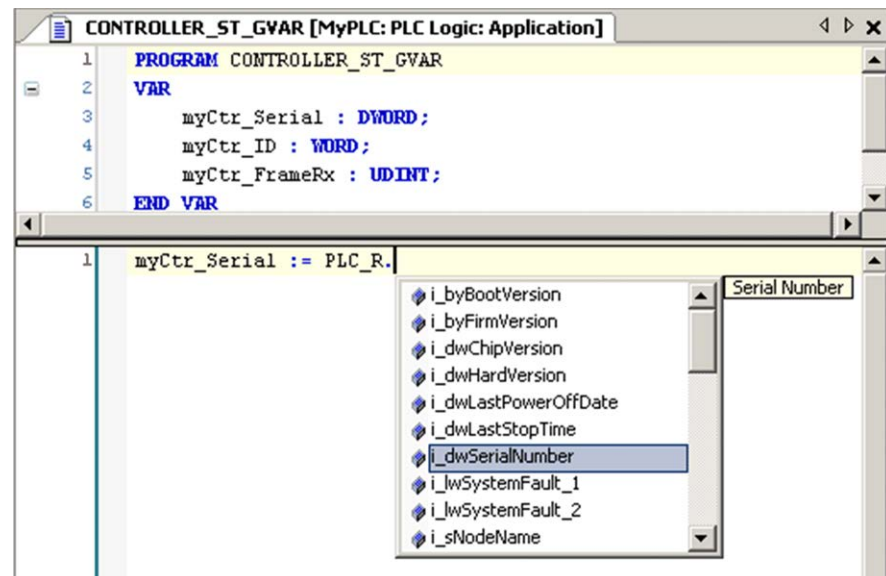 CONTROLLER_ST_GVAR [MyPLC: PLC Logic: Application]
1 PROGRAM CONTROLLER_ST_GVAR
2 VAR
3 myCtr_Serial : DWORD;
4 myCtr_ID : WORD;
5 myCtr_FrameRx : UDINT;
6 END_VAR
1 myCtr_Serial := PLC_R.
i_byBootVersion
Serial Number
i_byFirmVersion
i_dwChipVersion
i_dwHardVersion
i_dwLastPowerOffDate
i_dwLastStopTime
i_dwSerialNumber
i_lwSystemFault_1
i_lwSystemFault_2
i_sNodeName